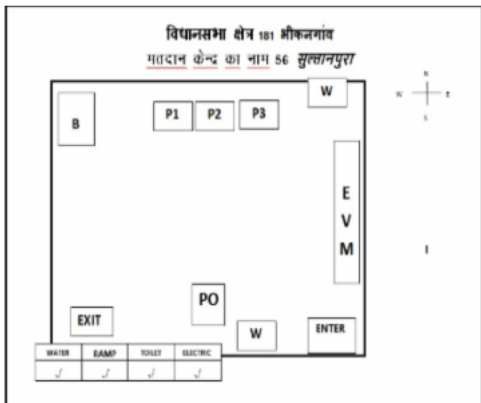 विधानसभा क्षेत्र 181 भीकनगांव
मतदान केन्द्र का नाम 56 सुल्तानपुरा
W
N
W E
S
B
P1 P2 P3
E
V
M
I
PO
EXIT
W
ENTER
WATER RAMP TOILET ELECTRIC
√ √ √ √